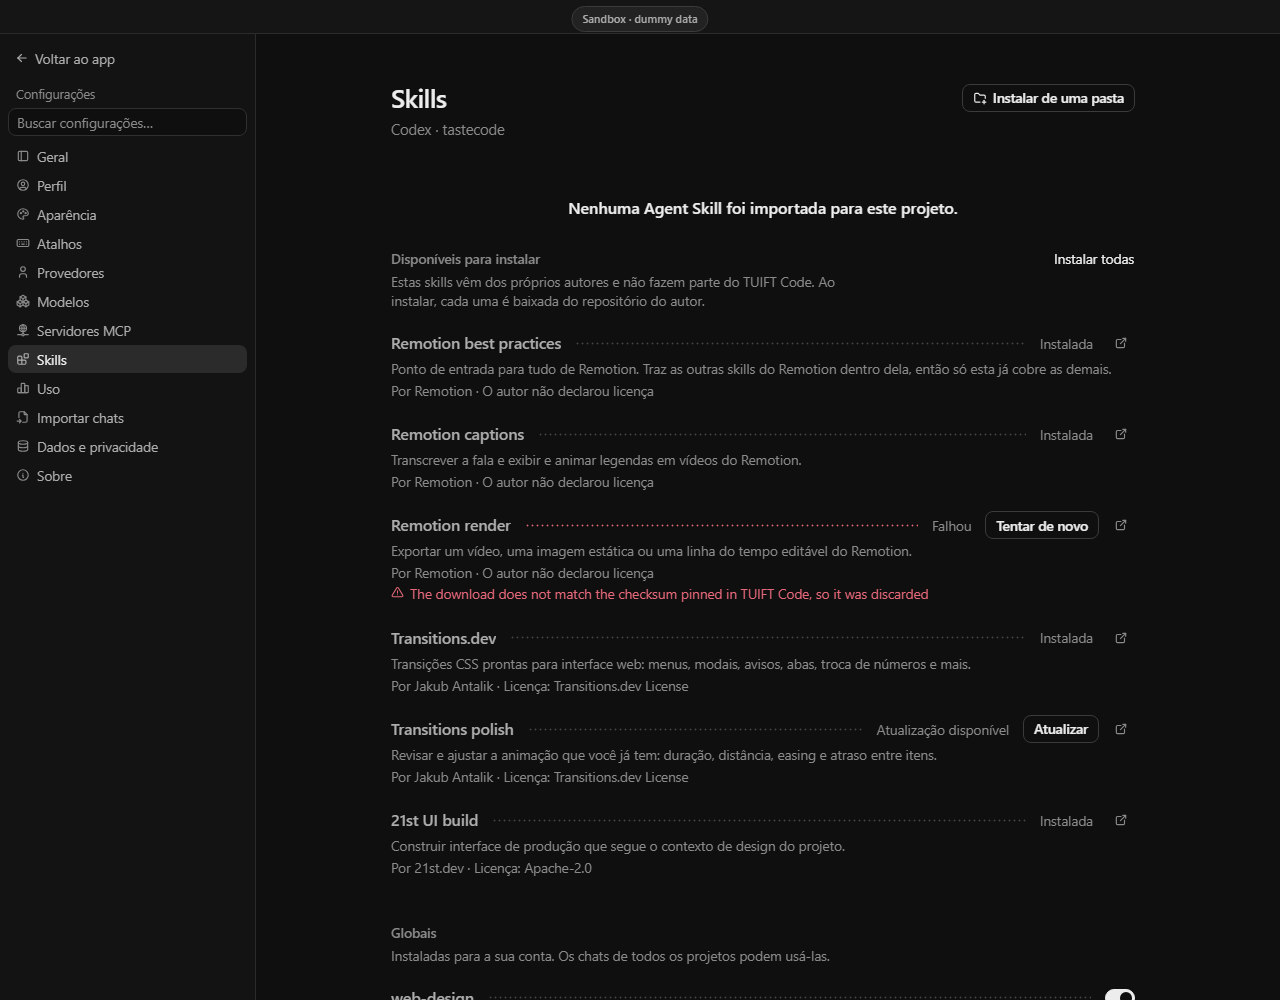 Sandbox · dummy data
Voltar ao app
Configurações
Buscar configurações...
Geral
Perfil
Aparência
Atalhos
Provedores
Modelos
Servidores MCP
Skills
Uso
Importar chats
Dados e privacidade
Sobre
Skills
Instalar de uma pasta
Codex · tastecode
Nenhuma Agent Skill foi importada para este projeto.
Disponíveis para instalar
Instalar todas
Estas skills vêm dos próprios autores e não fazem parte do TUIFT Code. Ao
instalar, cada uma é baixada do repositório do autor.
Remotion best practices
Instalada
Ponto de entrada para tudo de Remotion. Traz as outras skills do Remotion dentro dela, então só esta já cobre as demais.
Por Remotion · O autor não declarou licença
Remotion captions
Instalada
Transcrever a fala e exibir e animar legendas em vídeos do Remotion.
Por Remotion · O autor não declarou licença
Remotion render
Falhou
Tentar de novo
Exportar um vídeo, uma imagem estática ou uma linha do tempo editável do Remotion.
Por Remotion · O autor não declarou licença
The download does not match the checksum pinned in TUIFT Code, so it was discarded
Transitions.dev
Instalada
Transições CSS prontas para interface web: menus, modais, avisos, abas, troca de números e mais.
Por Jakub Antalik · Licença: Transitions.dev License
Transitions polish
Atualização disponível
Atualizar
Revisar e ajustar a animação que você já tem: duração, distância, easing e atraso entre itens.
Por Jakub Antalik · Licença: Transitions.dev License
21st UI build
Instalada
Construir interface de produção que segue o contexto de design do projeto.
Por 21st.dev · Licença: Apache-2.0
Globais
Instaladas para a sua conta. Os chats de todos os projetos podem usá-las.
web-design